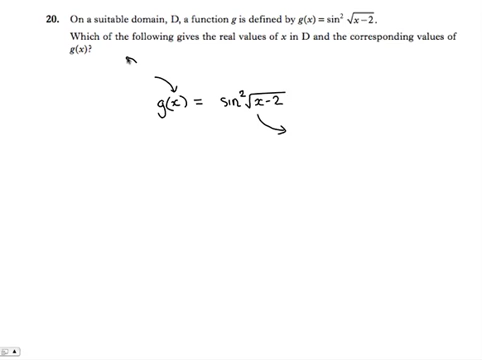 20. On a suitable domain, D, a function g is defined by g(x) = sin² √x−2.
Which of the following gives the real values of x in D and the corresponding values of
g(x)?
g(x) = sin²√x-2